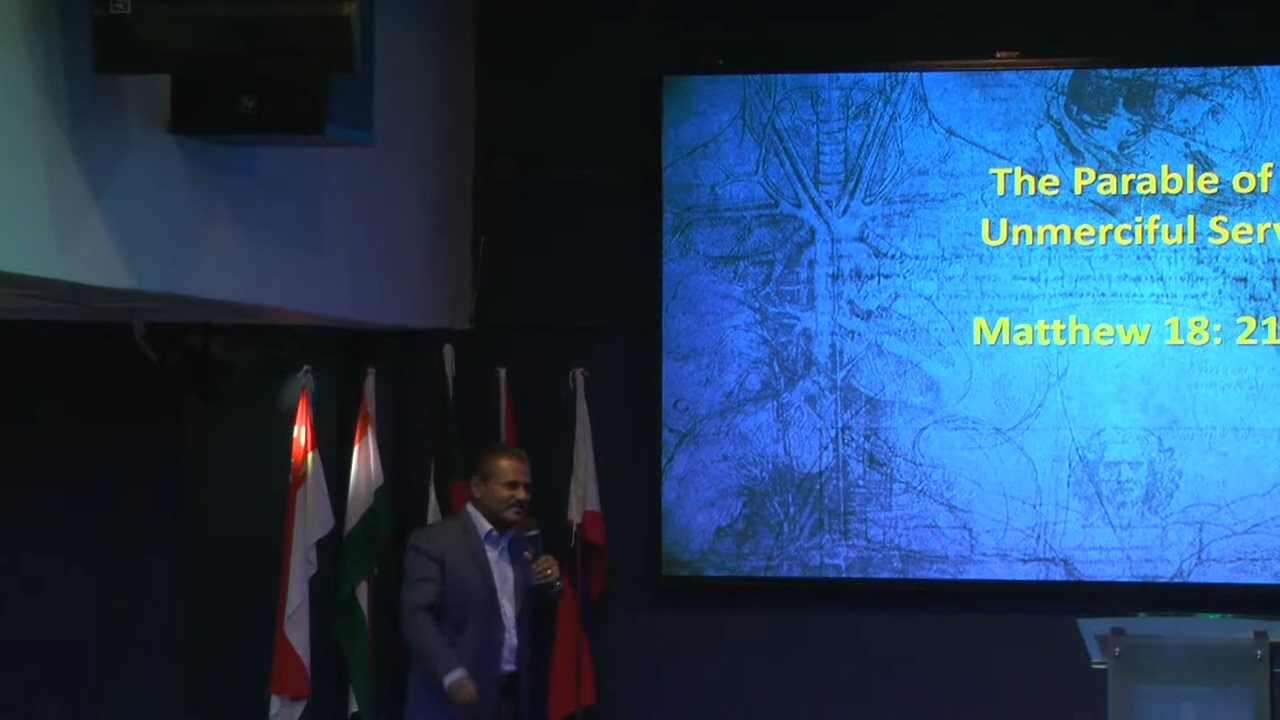 The Parable of
Unmerciful Serv
Matthew 18: 21